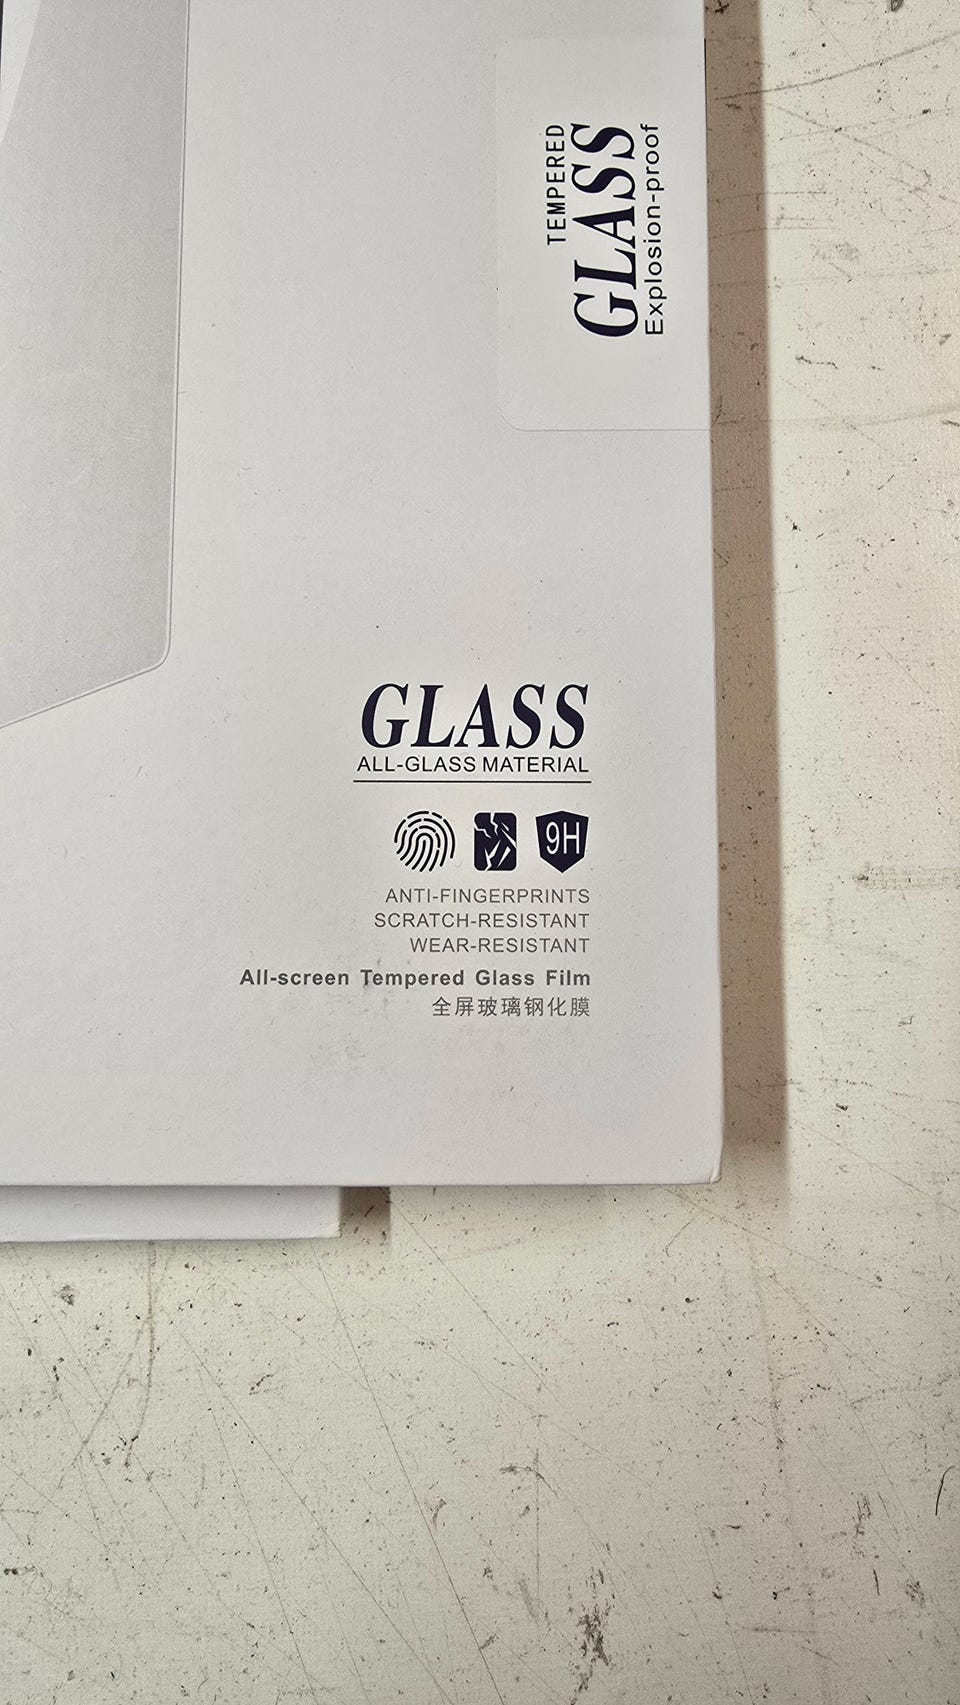 TEMPERED
GLASS
Explosion-proof
GLASS
ALL-GLASS MATERIAL
9H
ANTI-FINGERPRINTS
SCRATCH-RESISTANT
WEAR-RESISTANT
All-screen Tempered Glass Film
全屏玻璃钢化膜